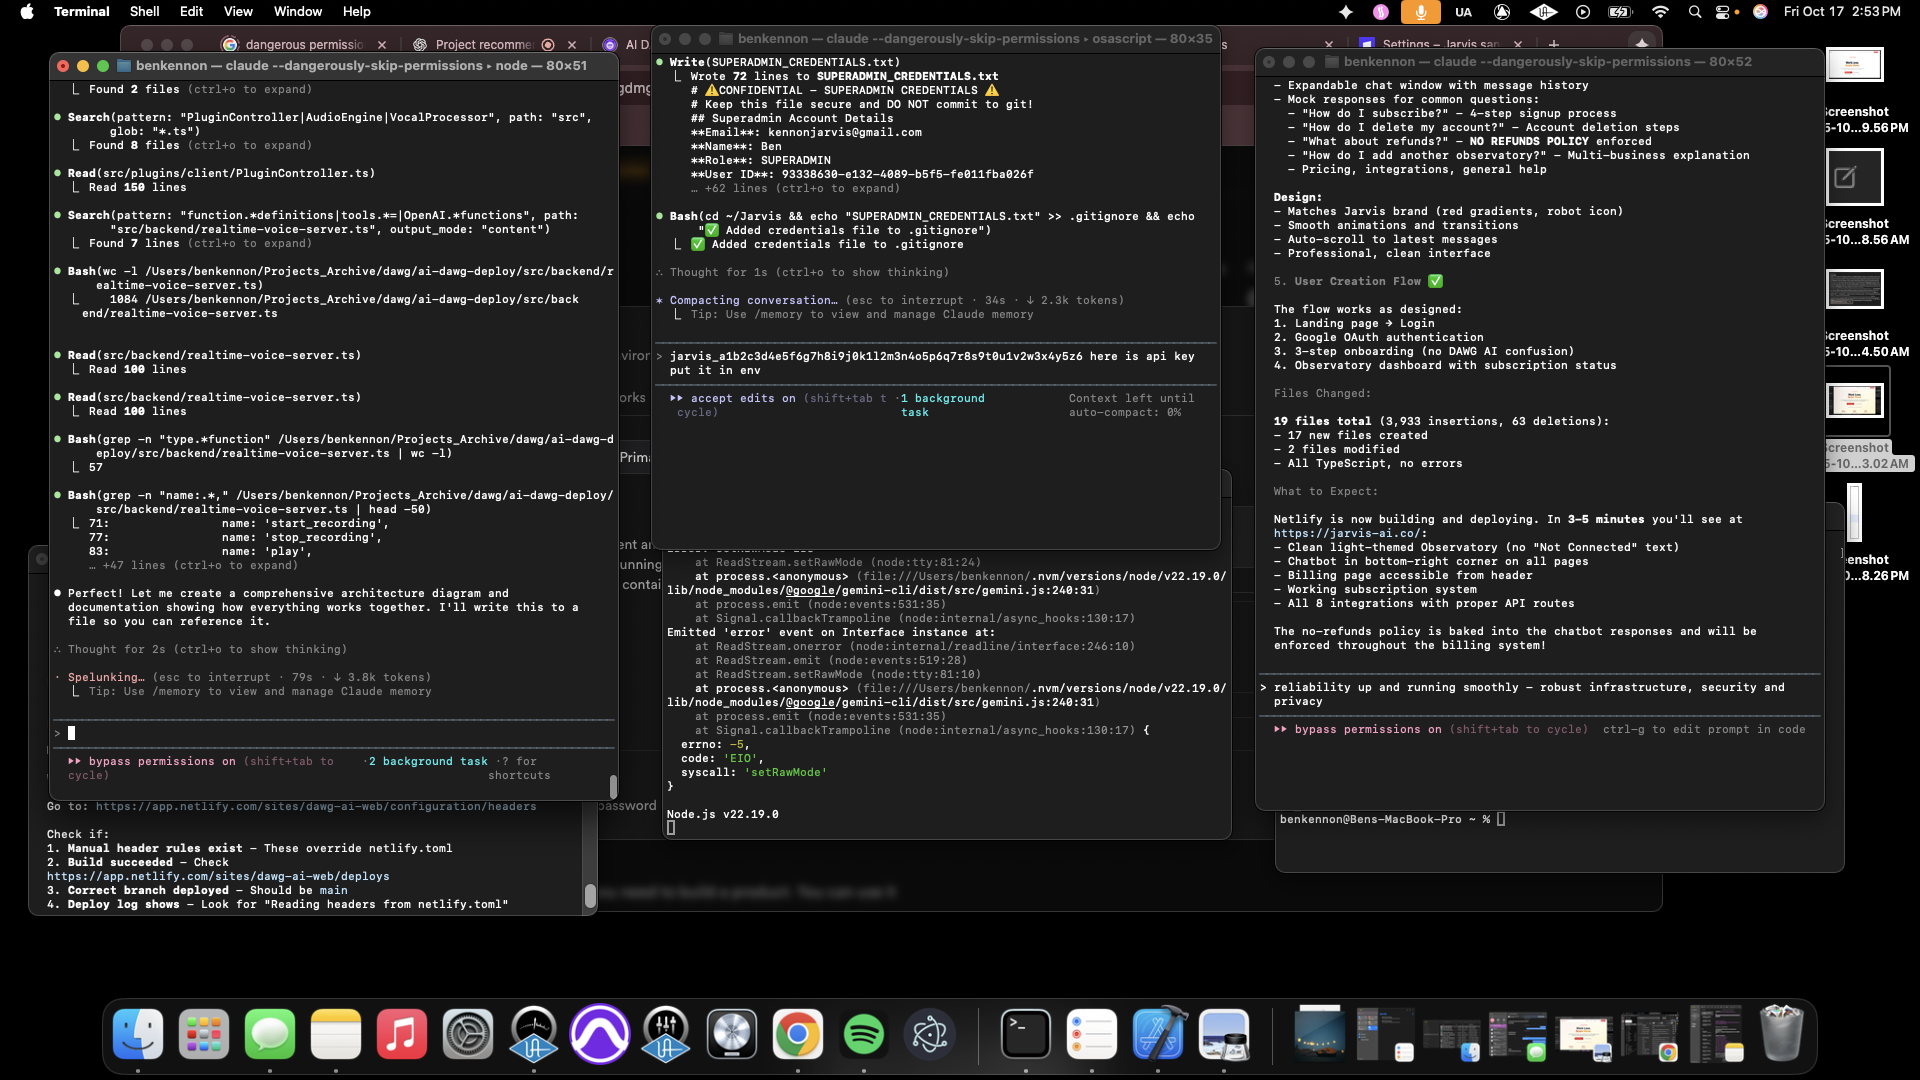 Terminal Shell Edit View Window Help
UA
Fri Oct 17 2:53 PM
dangerous permissio
Project recomme
AI D
Settings – Jarvis
benkennon — claude --dangerously-skip-permissions ▸ node — 80×51
Found 2 files (ctrl+o to expand)
Search(pattern: "PluginController|AudioEngine|VocalProcessor", path: "src",
glob: "*.ts")
Found 8 files (ctrl+o to expand)
Read(src/plugins/client/PluginController.ts)
Read 150 lines
Search(pattern: "function.*definitions|tools.*=|OpenAI.*functions", path:
"src/backend/realtime-voice-server.ts", output_mode: "content")
Found 7 lines (ctrl+o to expand)
Bash(wc -l /Users/benkennon/Projects_Archive/dawg/ai-dawg-deploy/src/backend/r
ealtime-voice-server.ts)
1084 /Users/benkennon/Projects_Archive/dawg/ai-dawg-deploy/src/back
end/realtime-voice-server.ts
Read(src/backend/realtime-voice-server.ts)
Read 100 lines
Read(src/backend/realtime-voice-server.ts)
Read 100 lines
Bash(grep -n "type.*function" /Users/benkennon/Projects_Archive/dawg/ai-dawg-d
eploy/src/backend/realtime-voice-server.ts | wc -l)
57
Bash(grep -n "name:.*," /Users/benkennon/Projects_Archive/dawg/ai-dawg-deploy/
src/backend/realtime-voice-server.ts | head -50)
71: name: 'start_recording',
77: name: 'stop_recording',
83: name: 'play',
… +47 lines (ctrl+o to expand)
Perfect! Let me create a comprehensive architecture diagram and
documentation showing how everything works together. I'll write this to a
file so you can reference it.
∴ Thought for 2s (ctrl+o to show thinking)
· Spelunking… (esc to interrupt · 79s · ↓ 3.8k tokens)
Tip: Use /memory to view and manage Claude memory
>
bypass permissions on (shift+tab to
cycle)
· 2 background task · ? for
shortcuts
Go to: https://app.netlify.com/sites/dawg-ai-web/configuration/headers
Check if:
1. Manual header rules exist – These override netlify.toml
2. Build succeeded – Check
https://app.netlify.com/sites/dawg-ai-web/deploys
3. Correct branch deployed – Should be main
4. Deploy log shows – Look for "Reading headers from netlify.toml"
benkennon — claude --dangerously-skip-permissions ▸ osascript — 80×35
Write(SUPERADMIN_CREDENTIALS.txt)
Wrote 72 lines to SUPERADMIN_CREDENTIALS.txt
# ⚠️CONFIDENTIAL – SUPERADMIN CREDENTIALS ⚠️
# Keep this file secure and DO NOT commit to git!
## Superadmin Account Details
**Email**: kennonjarvis@gmail.com
**Name**: Ben
**Role**: SUPERADMIN
**User ID**: 93338630-e132-4089-b5f5-fe011fba026f
… +62 lines (ctrl+o to expand)
Bash(cd ~/Jarvis && echo "SUPERADMIN_CREDENTIALS.txt" >> .gitignore && echo
"✅ Added credentials file to .gitignore")
✅ Added credentials file to .gitignore
∴ Thought for 1s (ctrl+o to show thinking)
✶ Compacting conversation… (esc to interrupt · 34s · ↓ 2.3k tokens)
Tip: Use /memory to view and manage Claude memory
> jarvis_a1b2c3d4e5f6g7h8i9j0k1l2m3n4o5p6q7r8s9t0u1v2w3x4y5z6 here is api key
put it in env
accept edits on (shift+tab t
cycle)
· 1 background
task
Context left until
auto-compact: 0%
at ReadStream.setRawMode (node:tty:81:24)
at process.<anonymous> (file:///Users/benkennon/.nvm/versions/node/v22.19.0/
lib/node_modules/@google/gemini-cli/dist/src/gemini.js:240:31)
at process.emit (node:events:531:35)
at Signal.callbackTrampoline (node:internal/async_hooks:130:17)
Emitted 'error' event on Interface instance at:
at ReadStream.onerror (node:internal/readline/interface:246:10)
at ReadStream.emit (node:events:519:28)
at ReadStream.setRawMode (node:tty:81:10)
at process.<anonymous> (file:///Users/benkennon/.nvm/versions/node/v22.19.0/
lib/node_modules/@google/gemini-cli/dist/src/gemini.js:240:31)
at process.emit (node:events:531:35)
at Signal.callbackTrampoline (node:internal/async_hooks:130:17) {
errno: -5,
code: 'EIO',
syscall: 'setRawMode'
}
Node.js v22.19.0
benkennon — claude --dangerously-skip-permissions — 80×52
– Expandable chat window with message history
– Mock responses for common questions:
– "How do I subscribe?" – 4-step signup process
– "How do I delete my account?" – Account deletion steps
– "What about refunds?" – NO REFUNDS POLICY enforced
– "How do I add another observatory?" – Multi-business explanation
– Pricing, integrations, general help
Design:
– Matches Jarvis brand (red gradients, robot icon)
– Smooth animations and transitions
– Auto-scroll to latest messages
– Professional, clean interface
5. User Creation Flow ✅
The flow works as designed:
1. Landing page → Login
2. Google OAuth authentication
3. 3-step onboarding (no DAWG AI confusion)
4. Observatory dashboard with subscription status
Files Changed:
19 files total (3,933 insertions, 63 deletions):
– 17 new files created
– 2 files modified
– All TypeScript, no errors
What to Expect:
Netlify is now building and deploying. In 3–5 minutes you'll see at
https://jarvis-ai.co/:
– Clean light-themed Observatory (no "Not Connected" text)
– Chatbot in bottom-right corner on all pages
– Billing page accessible from header
– Working subscription system
– All 8 integrations with proper API routes
The no-refunds policy is baked into the chatbot responses and will be
enforced throughout the billing system!
> reliability up and running smoothly – robust infrastructure, security and
privacy
bypass permissions on (shift+tab to cycle) ctrl-g to edit prompt in code
benkennon@Bens-MacBook-Pro ~ %
password
Prima
creenshot
5-10...9.56 PM
creenshot
5-10...8.56 AM
creenshot
5-10...4.50 AM
creenshot
5-10...3.02 AM
enshot
0...8.26 PM